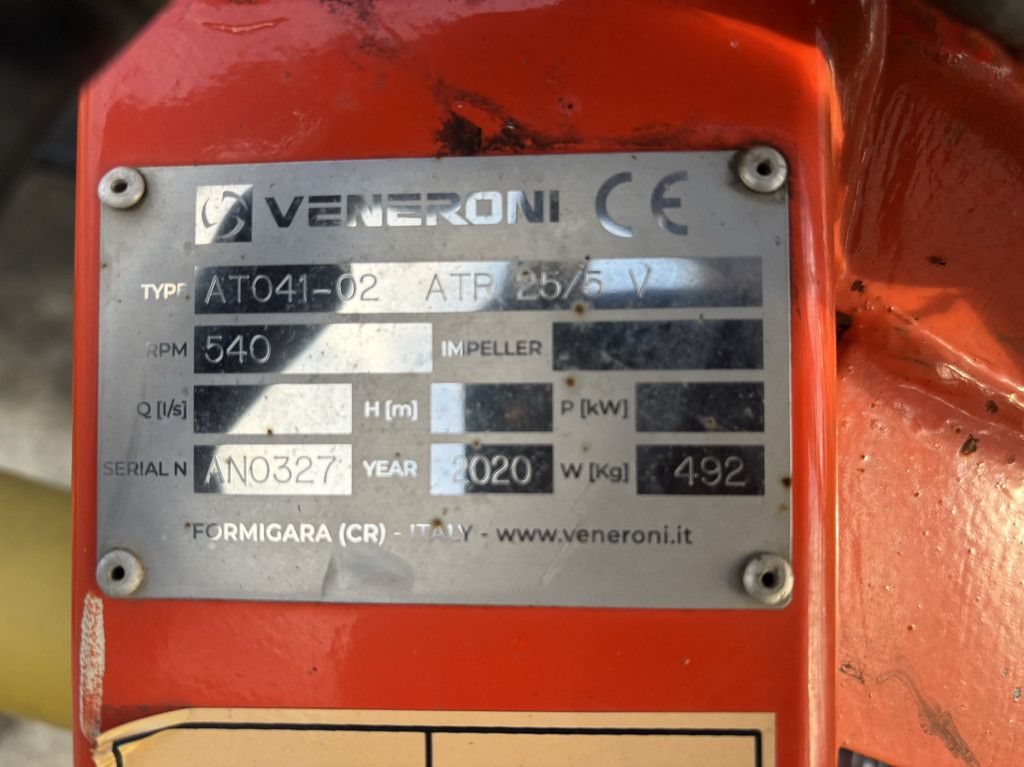 VENERONI CE
TYPE AT041-02 ATR 25/5 V
RPM 540 IMPELLER
Q [l/s] H [m] P [kW]
SERIAL N AN0327 YEAR 2020 W [Kg] 492
FORMIGARA (CR) - ITALY - www.veneroni.it